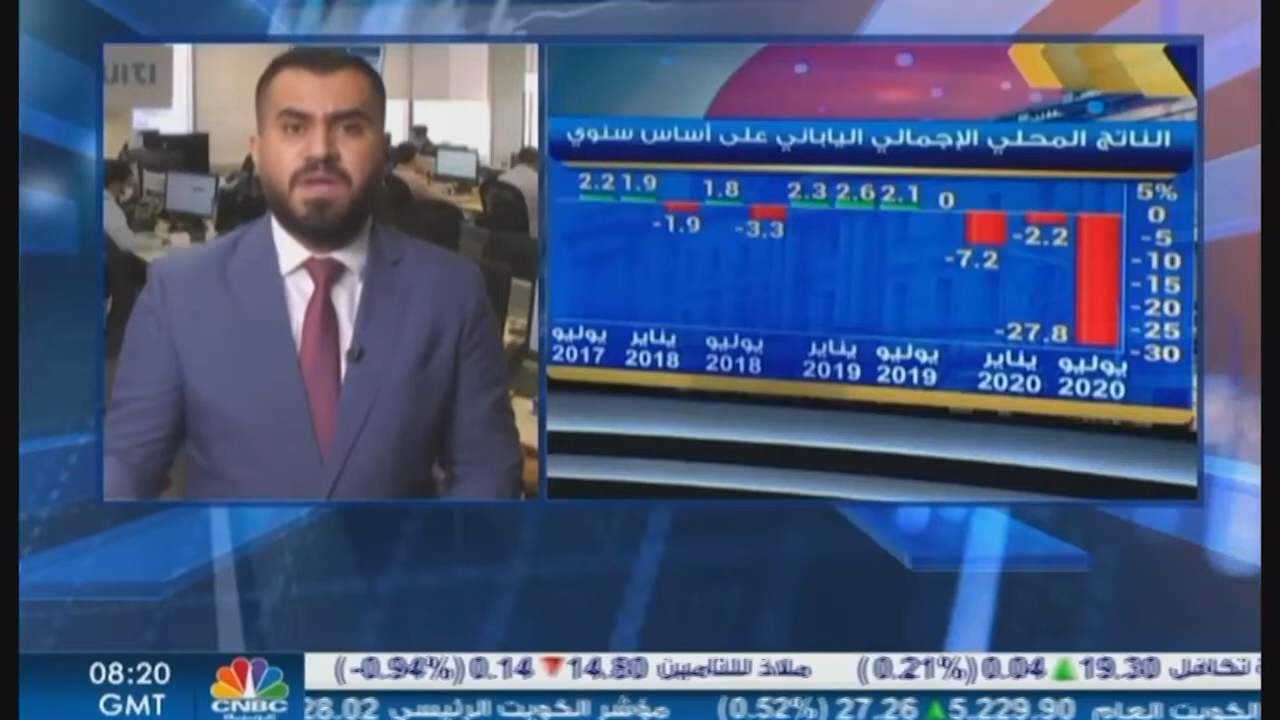 الناتج المحلي الإجمالي الياباني على أساس سنوي
2.2 1.9 1.8 2.3 2.6 2.1 0
-1.9 -3.3 -7.2 -2.2 -27.8
5%
0
-5
-10
-15
-20
-25
-30
يوليو 2017
يناير 2018
يوليو 2018
يناير 2019
يوليو 2019
يناير 2020
يوليو 2020
08:20
GMT
CNBC
عربية
تكافل 19.30 ▲ 0.04 (0.21%) ملاذ للتامين 14.80 ▼ 0.14 (-0.94%)
الكويت العام 5,229.90 ▲ 27.26 (0.52%) مؤشر الكويت الرئيسي 28.02